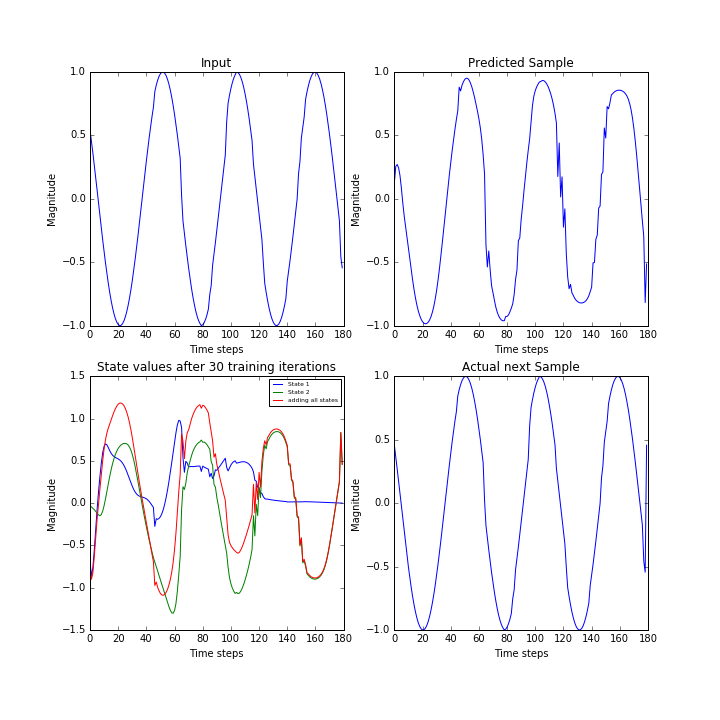 Input
Predicted Sample
1.0
0.5
0.0
−0.5
−1.0
Magnitude
0 20 40 60 80 100 120 140 160 180
Time steps
1.0
0.5
0.0
−0.5
−1.0
Magnitude
0 20 40 60 80 100 120 140 160 180
Time steps
State values after 30 training iterations
Actual next Sample
1.5
1.0
0.5
0.0
−0.5
−1.0
−1.5
Magnitude
State 1
State 2
adding all states
0 20 40 60 80 100 120 140 160 180
Time steps
1.0
0.5
0.0
−0.5
−1.0
Magnitude
0 20 40 60 80 100 120 140 160 180
Time steps